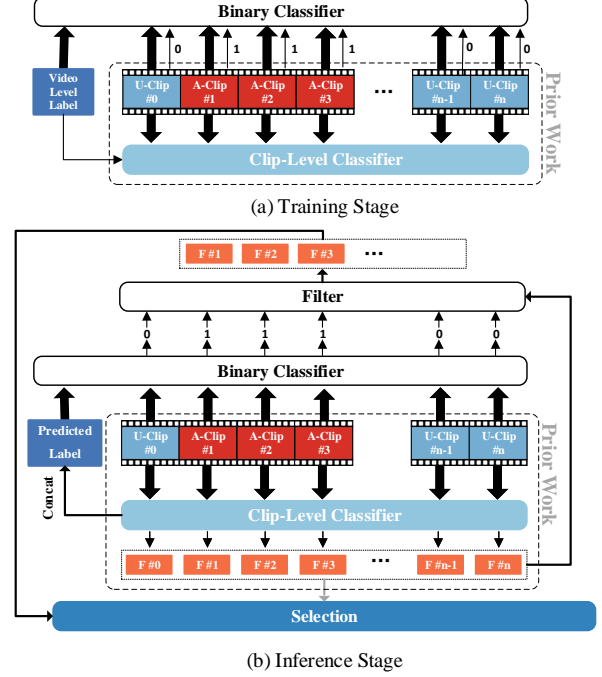 Binary Classifier
0 1 1 1 0 0
Video
Level
Label
U-Clip #0
A-Clip #1
A-Clip #2
A-Clip #3
...
U-Clip #n-1
U-Clip #n
Prior Work
Clip-Level Classifier
(a) Training Stage
F #1 F #2 F #3 ...
Filter
0 1 1 1 0 0
Binary Classifier
Predicted
Label
U-Clip #0
A-Clip #1
A-Clip #2
A-Clip #3
...
U-Clip #n-1
U-Clip #n
Prior Work
Concat
Clip-Level Classifier
F #0 F #1 F #2 F #3 ... F #n-1 F #n
Selection
(b) Inference Stage